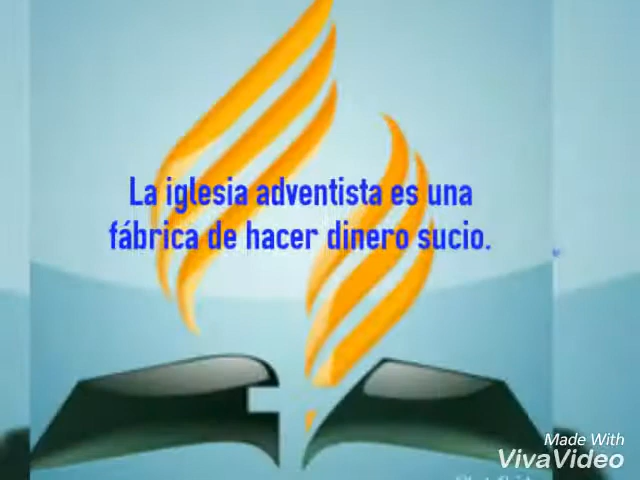 La iglesia adventista es una
fábrica de hacer dinero sucio.
Made With
VivaVideo